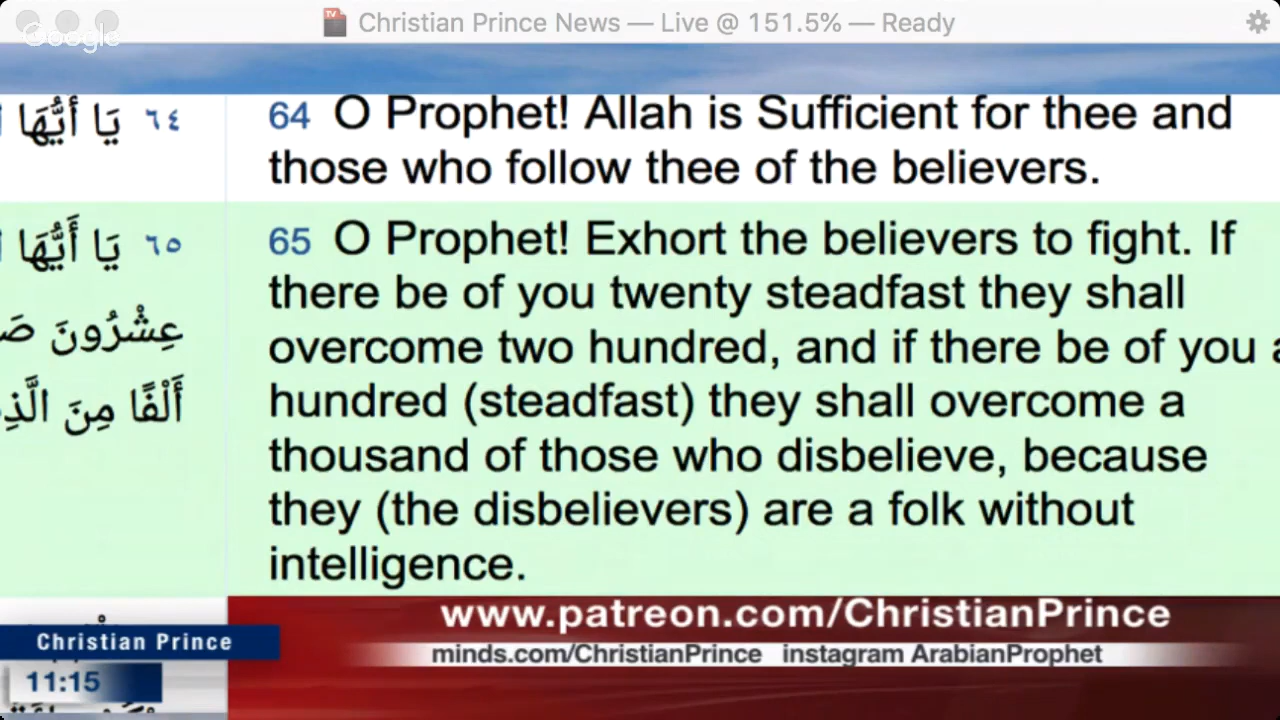 Google
Christian Prince News — Live @ 151.5% — Ready
٦٤ يَا أَيُّهَا
64 O Prophet! Allah is Sufficient for thee and
those who follow thee of the believers.
٦٥ يَا أَيُّهَا
عِشْرُونَ
أَلْفًا مِنَ
65 O Prophet! Exhort the believers to fight. If
there be of you twenty steadfast they shall
overcome two hundred, and if there be of you a
hundred (steadfast) they shall overcome a
thousand of those who disbelieve, because
they (the disbelievers) are a folk without
intelligence.
www.patreon.com/ChristianPrince
Christian Prince
minds.com/ChristianPrince instagram ArabianProphet
11:15